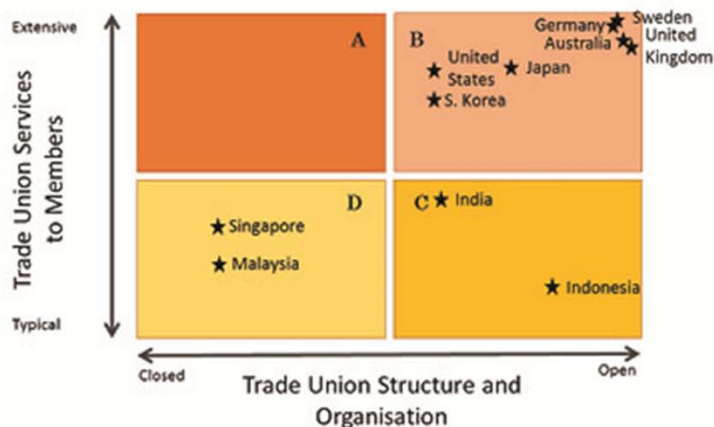 Extensive
Trade Union Services
to Members
Typical
A
B
Germany
Sweden
Australia
United
Kingdom
United
States
Japan
S. Korea
D
Singapore
Malaysia
C
India
Indonesia
Closed
Trade Union Structure and
Organisation
Open